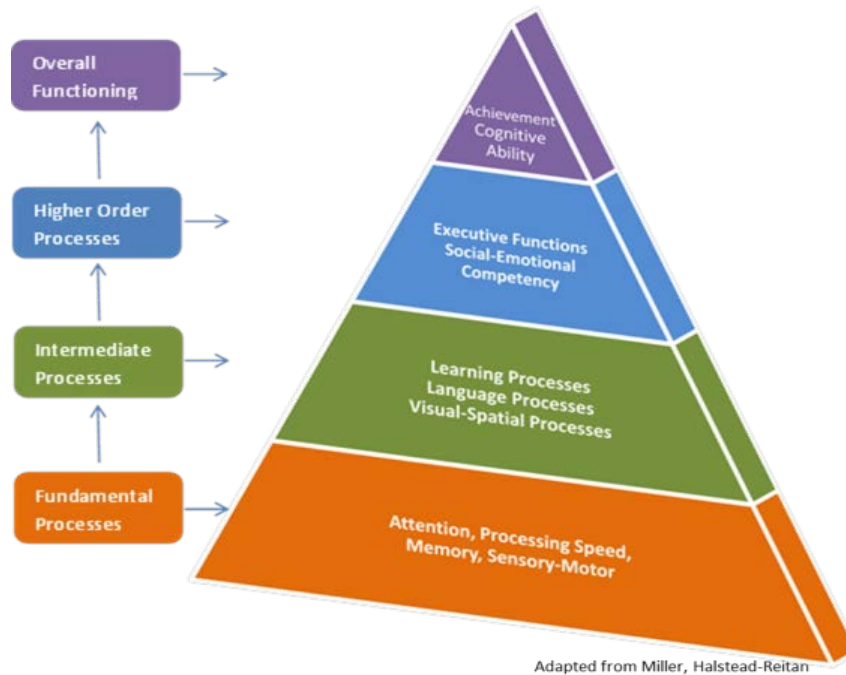 Overall
Functioning
Higher Order
Processes
Intermediate
Processes
Fundamental
Processes
Achievement
Cognitive
Ability
Executive Functions
Social-Emotional
Competency
Learning Processes
Language Processes
Visual-Spatial Processes
Attention, Processing Speed,
Memory, Sensory-Motor
Adapted from Miller, Halstead-Reitan